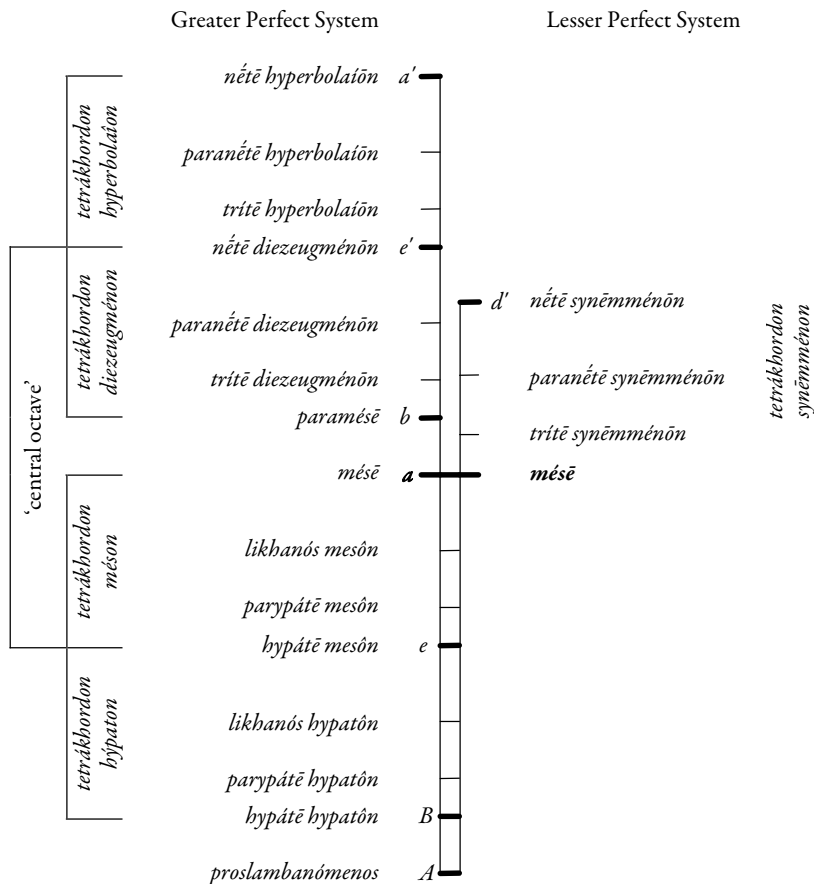 Greater Perfect System
Lesser Perfect System
nḗtē hyperbolaíōn a'
paranḗtē hyperbolaíōn
trítē hyperbolaíōn
nḗtē diezeugménōn e'
d' nḗtē synēmménōn
paranḗtē diezeugménōn
paranḗtē synēmménōn
trítē diezeugménōn
paramésē b
trítē synēmménōn
mésē a mésē
likhanós mesôn
parypátē mesôn
hypátē mesôn e
likhanós hypatôn
parypátē hypatôn
hypátē hypatôn B
proslambanómenos A
tetrákhordon
hyperbolaîon
tetrákhordon
diezeugménon
‘central octave’
tetrákhordon
méson
tetrákhordon
hýpaton
tetrákhordon
synēmménon